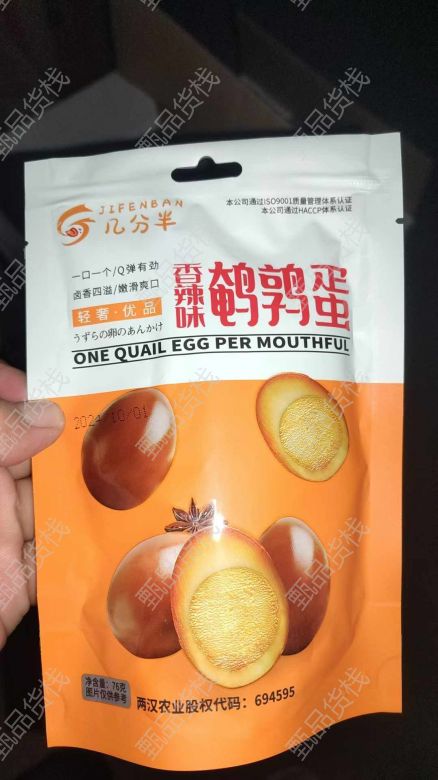 JIFENBAN
几分半
本公司通过ISO9001质量管理体系认证
本公司通过HACCP体系认证
一口一个/Q弹有劲
卤香四溢/嫩滑爽口
轻奢·优品
うずらの卵のあんかけ
香辣味
鹌鹑蛋
ONE QUAIL EGG PER MOUTHFUL
2024/10/01
净含量：76克
图片仅供参考
两汉农业股权代码：694595
甄品货栈